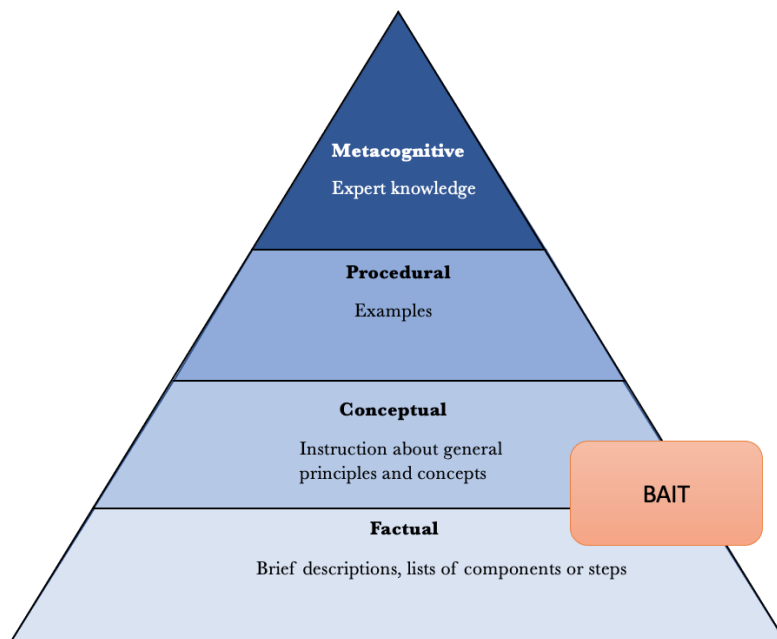 Metacognitive
Expert knowledge
Procedural
Examples
Conceptual
Instruction about general
principles and concepts
BAIT
Factual
Brief descriptions, lists of components or steps